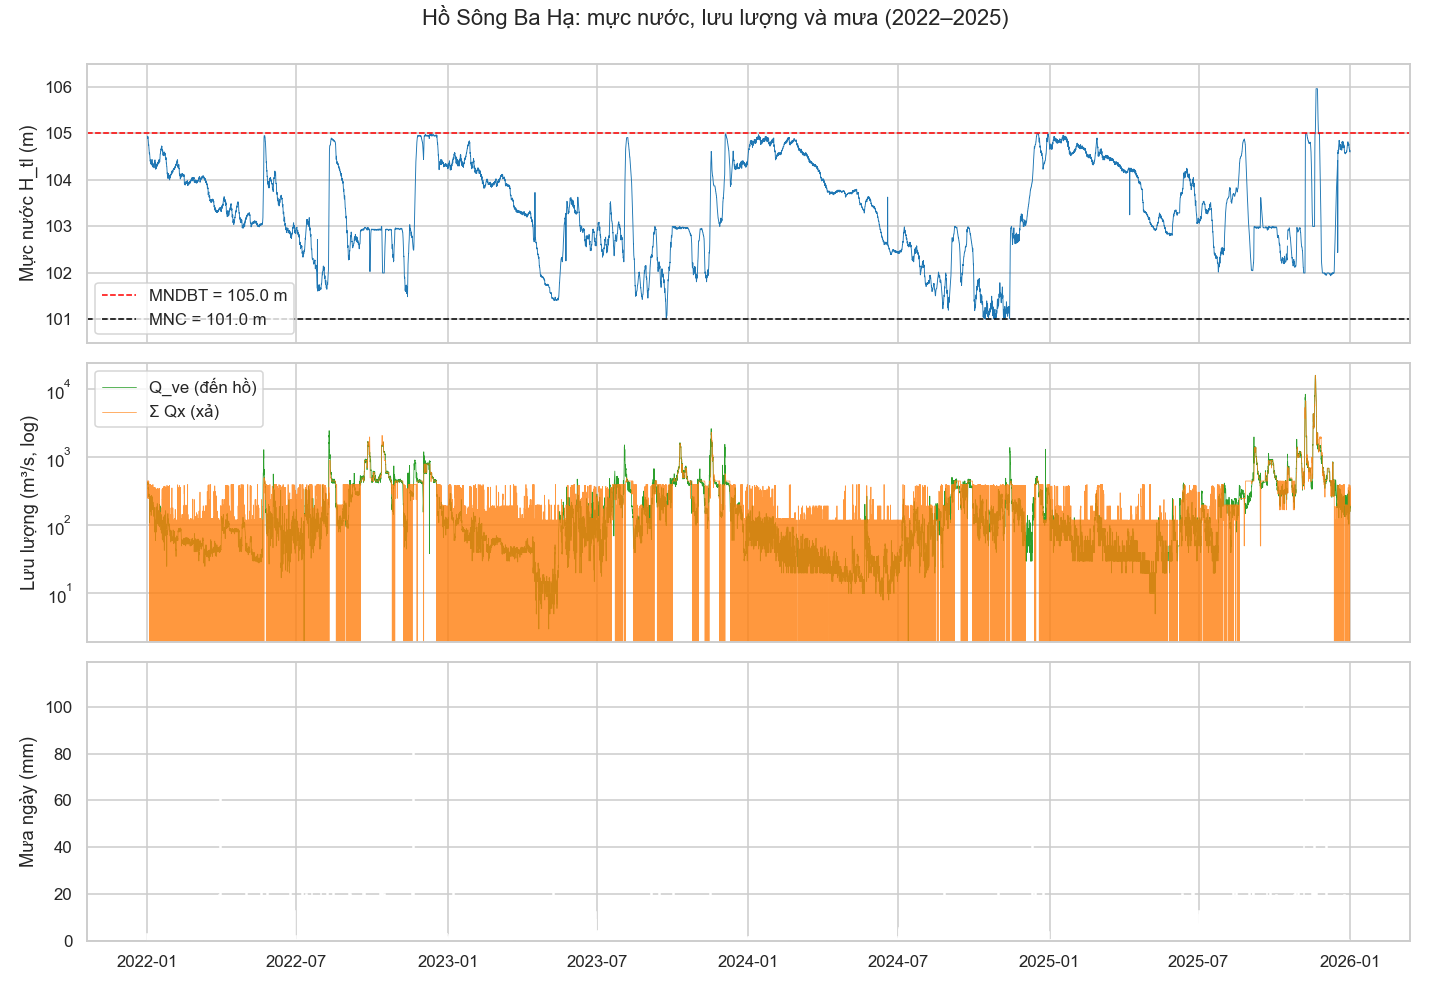 Hồ Sông Ba Hạ: mực nước, lưu lượng và mưa (2022–2025)
Mực nước H_tl (m)
106
105
104
103
102
101
MNDBT = 105.0 m
MNC = 101.0 m
Lưu lượng (m³/s, log)
10⁴
10³
10²
10¹
Q_ve (đến hồ)
Σ Qx (xả)
Mưa ngày (mm)
100
80
60
40
20
0
2022-01 2022-07 2023-01 2023-07 2024-01 2024-07 2025-01 2025-07 2026-01